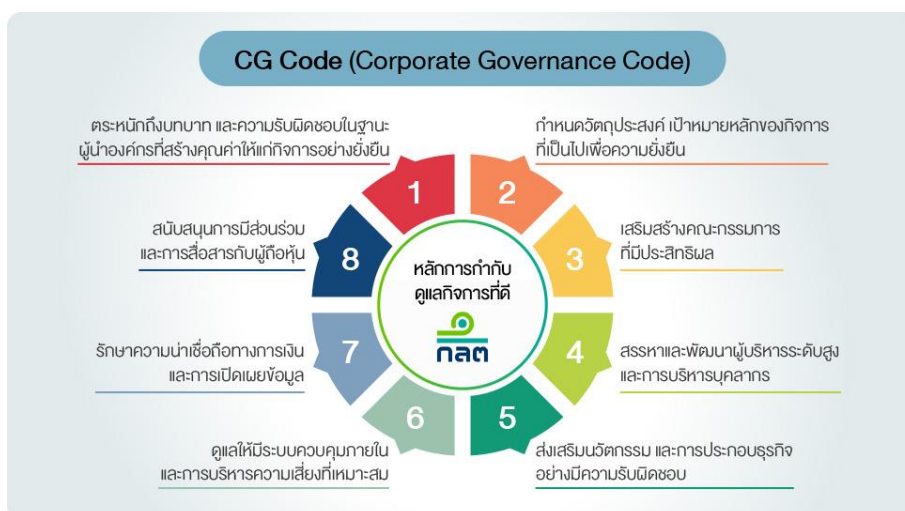 CG Code (Corporate Governance Code)
ตระหนักถึงบทบาท และความรับผิดชอบในฐานะ
ผู้นำองค์กรที่สร้างคุณค่าให้แก่กิจการอย่างยั่งยืน
1
กำหนดวัตถุประสงค์ เป้าหมายหลักของกิจการ
ที่เป็นไปเพื่อความยั่งยืน
2
เสริมสร้างคณะกรรมการ
ที่มีประสิทธิผล
3
สรรหาและพัฒนาผู้บริหารระดับสูง
และการบริหารบุคลากร
4
ส่งเสริมนวัตกรรม และการประกอบธุรกิจ
อย่างมีความรับผิดชอบ
5
ดูแลให้มีระบบควบคุมภายใน
และการบริหารความเสี่ยงที่เหมาะสม
6
รักษาความน่าเชื่อถือทางการเงิน
และการเปิดเผยข้อมูล
7
สนับสนุนการมีส่วนร่วม
และการสื่อสารกับผู้ถือหุ้น
8
หลักการกำกับ
ดูแลกิจการที่ดี
กลต